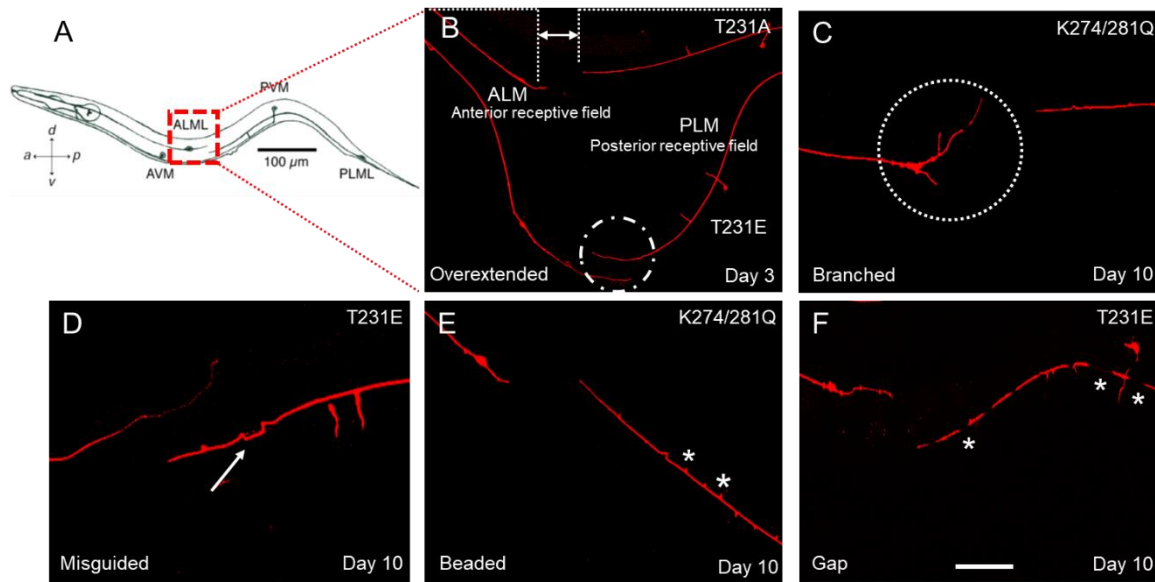 A
PVM
ALML
d
a
p
v
AVM
100 µm
PLML
B
T231A
ALM
Anterior receptive field
PLM
Posterior receptive field
T231E
Overextended
Day 3
C
K274/281Q
Branched
Day 10
D
T231E
Misguided
Day 10
E
K274/281Q
*
*
Beaded
Day 10
F
T231E
*
*
*
Gap
Day 10